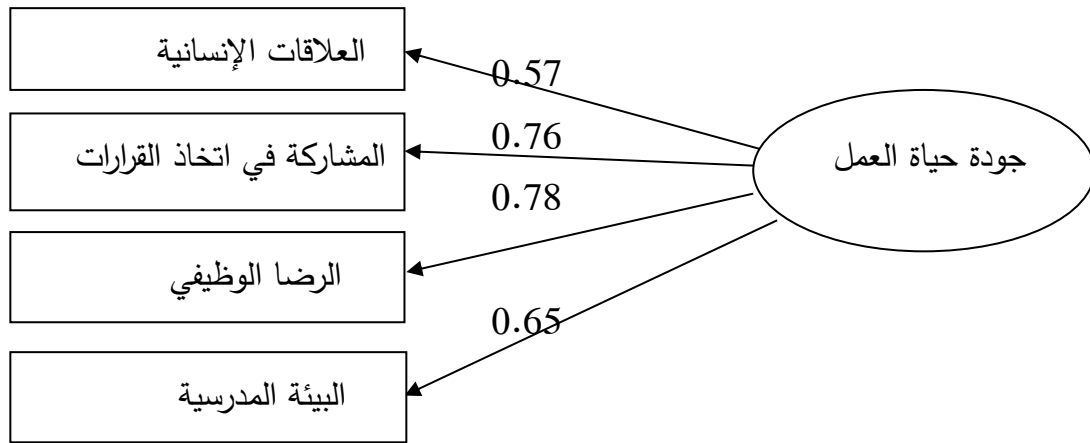 العلاقات الإنسانية
0.57
المشاركة في اتخاذ القرارات
0.76
جودة حياة العمل
0.78
الرضا الوظيفي
0.65
البيئة المدرسية